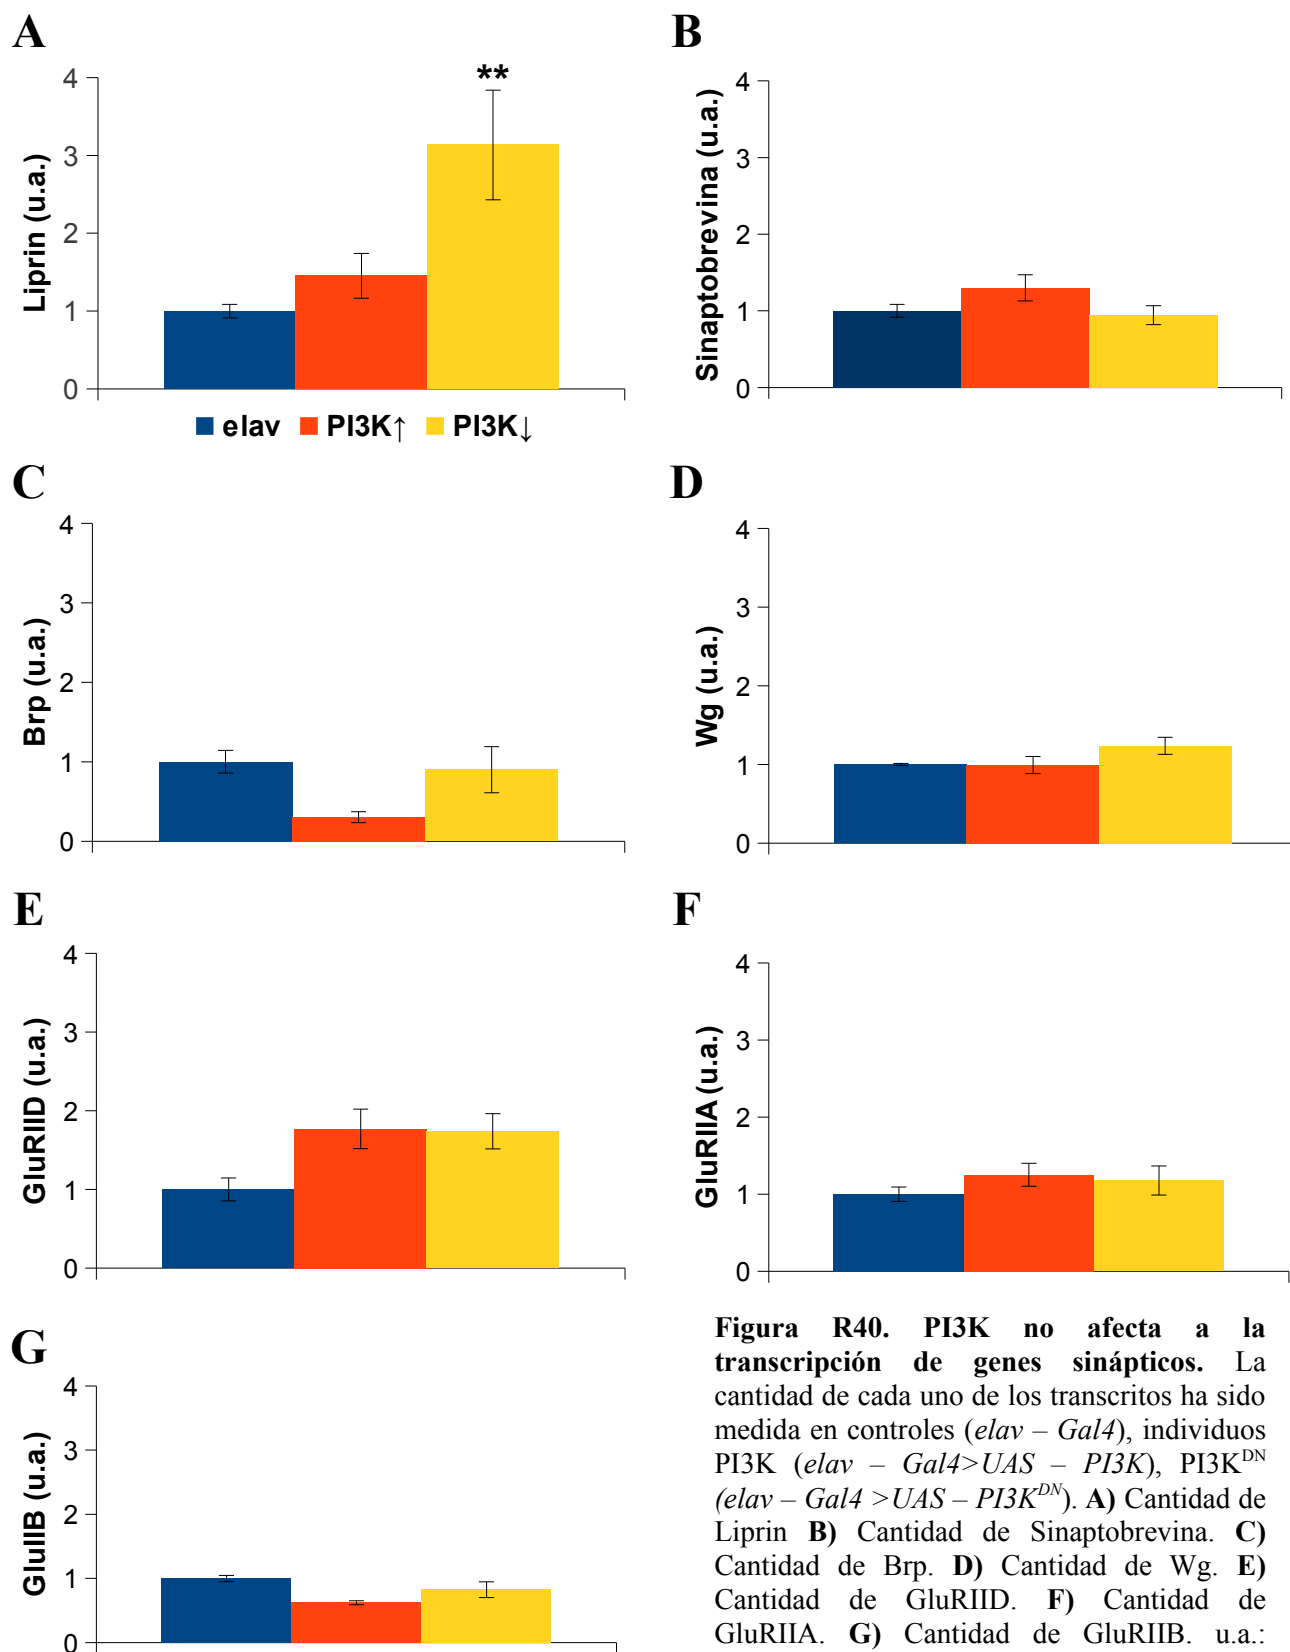 A
Liprin (u.a.)
4
3
2
1
0
**
elav PI3K↑ PI3K↓
B
Sinaptobrevina (u.a.)
4
3
2
1
0
C
Brp (u.a.)
4
3
2
1
0
D
Wg (u.a.)
4
3
2
1
0
E
GluRIID (u.a.)
4
3
2
1
0
F
GluRIIA (u.a.)
4
3
2
1
0
G
GluIIB (u.a.)
4
3
2
1
0
Figura R40. PI3K no afecta a la
transcripción de genes sinápticos. La
cantidad de cada uno de los transcritos ha sido
medida en controles (elav – Gal4), individuos
PI3K (elav – Gal4>UAS – PI3K), PI3K^DN
(elav – Gal4 >UAS – PI3K^DN). A) Cantidad de
Liprin B) Cantidad de Sinaptobrevina. C)
Cantidad de Brp. D) Cantidad de Wg. E)
Cantidad de GluRIID. F) Cantidad de
GluRIIA. G) Cantidad de GluRIIB. u.a.: